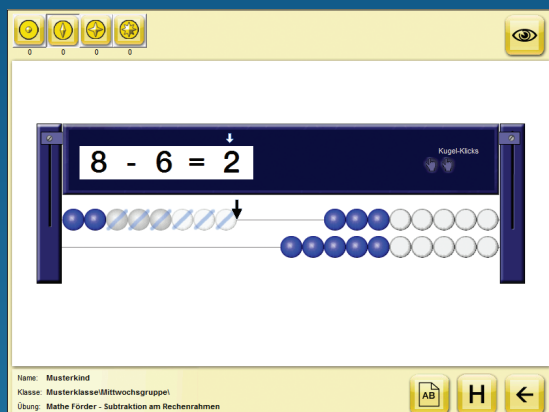 0 0 0 0
8 - 6 = 2
Kugel-Klicks
Name: Musterkind
Klasse: Musterklasse\Mittwochsgruppe\
Übung: Mathe Förder - Subtraktion am Rechenrahmen
AB
H